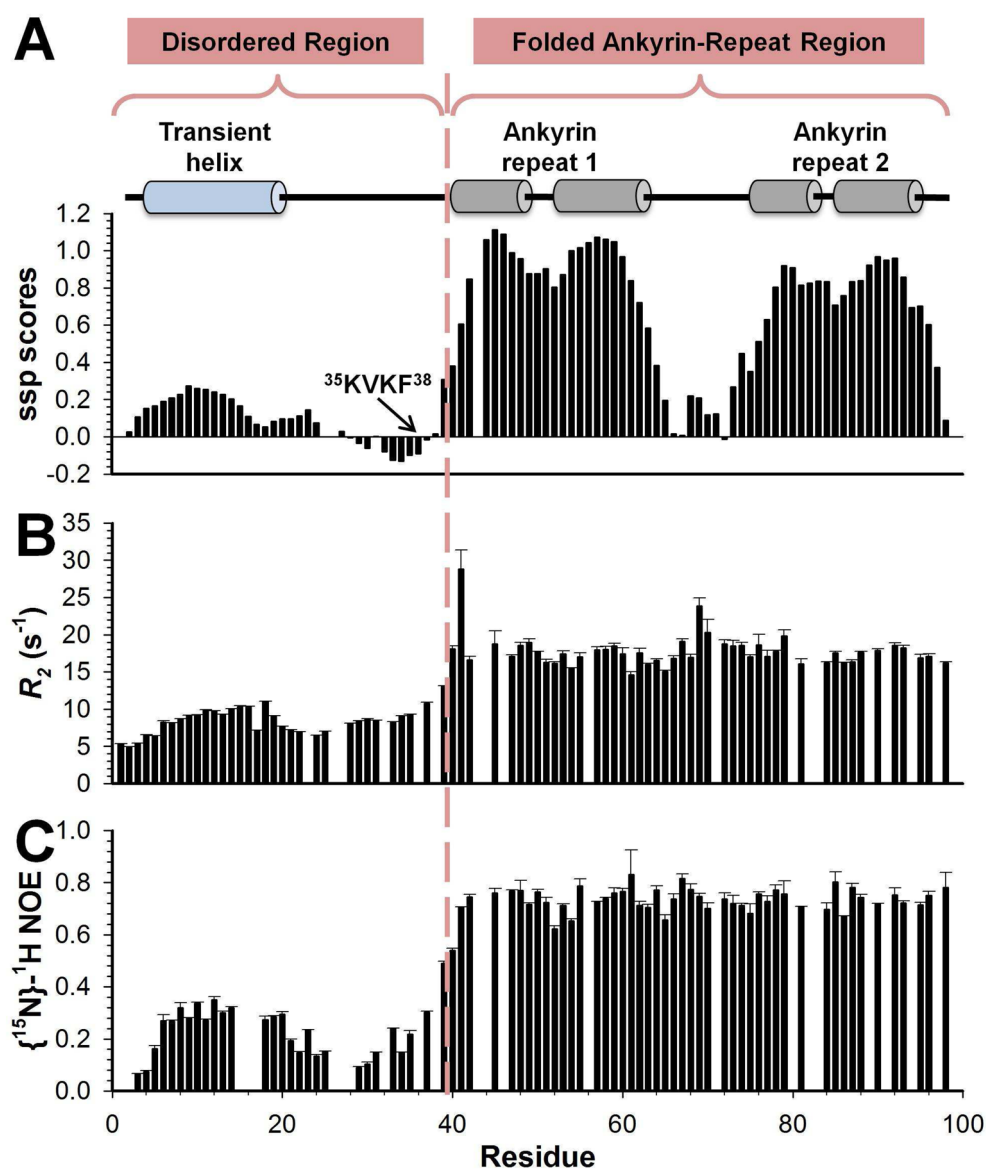 A
Disordered Region
Folded Ankyrin-Repeat Region
Transient
helix
Ankyrin
repeat 1
Ankyrin
repeat 2
ssp scores
1.2
1.0
0.8
0.6
0.4
0.2
0.0
-0.2
³⁵KVKF³⁸
B
R₂ (s⁻¹)
35
30
25
20
15
10
5
0
C
{¹⁵N}-¹H NOE
1.0
0.8
0.6
0.4
0.2
0.0
0 20 40 60 80 100
Residue